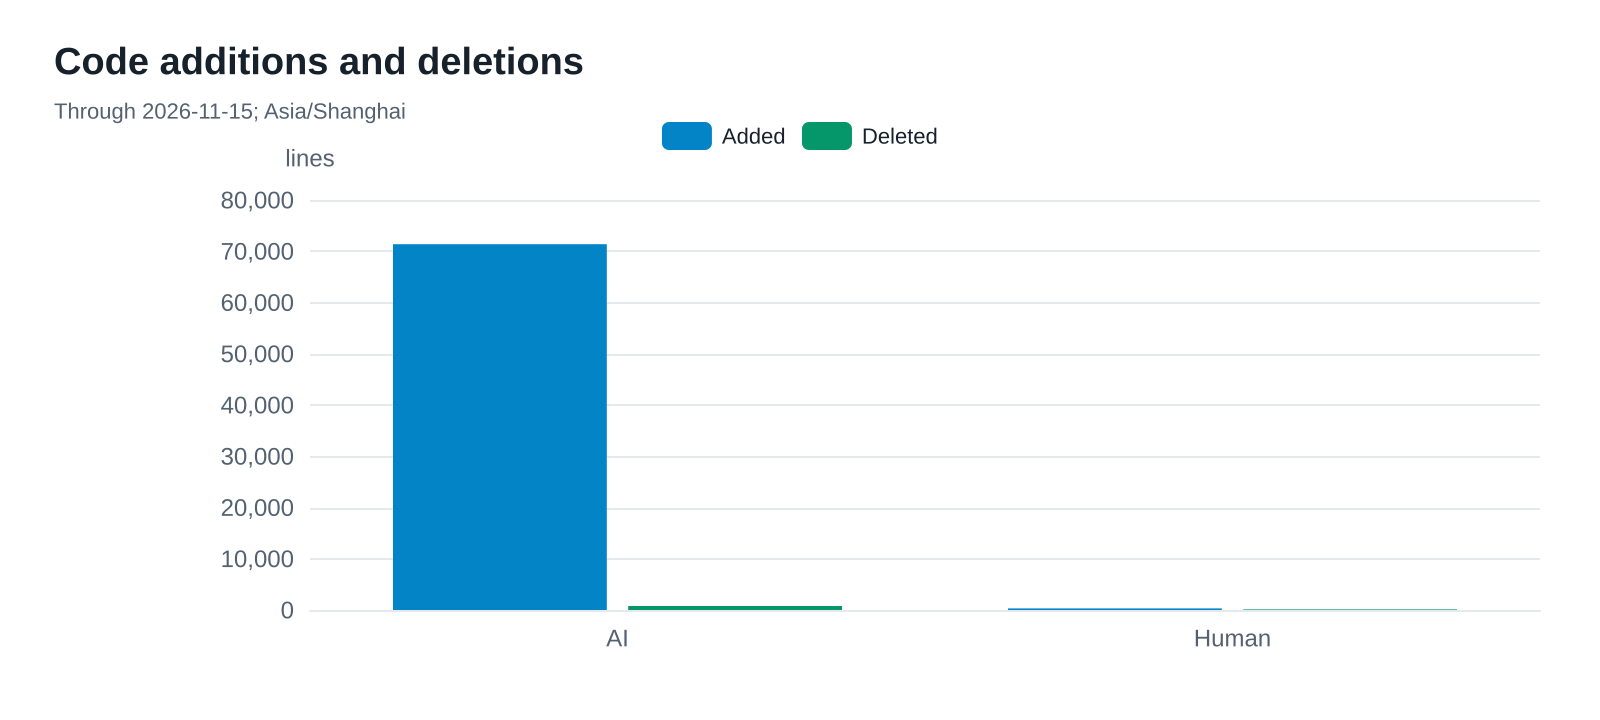 Code additions and deletions
Through 2026-11-15; Asia/Shanghai
Added Deleted
lines
80,000
70,000
60,000
50,000
40,000
30,000
20,000
10,000
0
AI Human